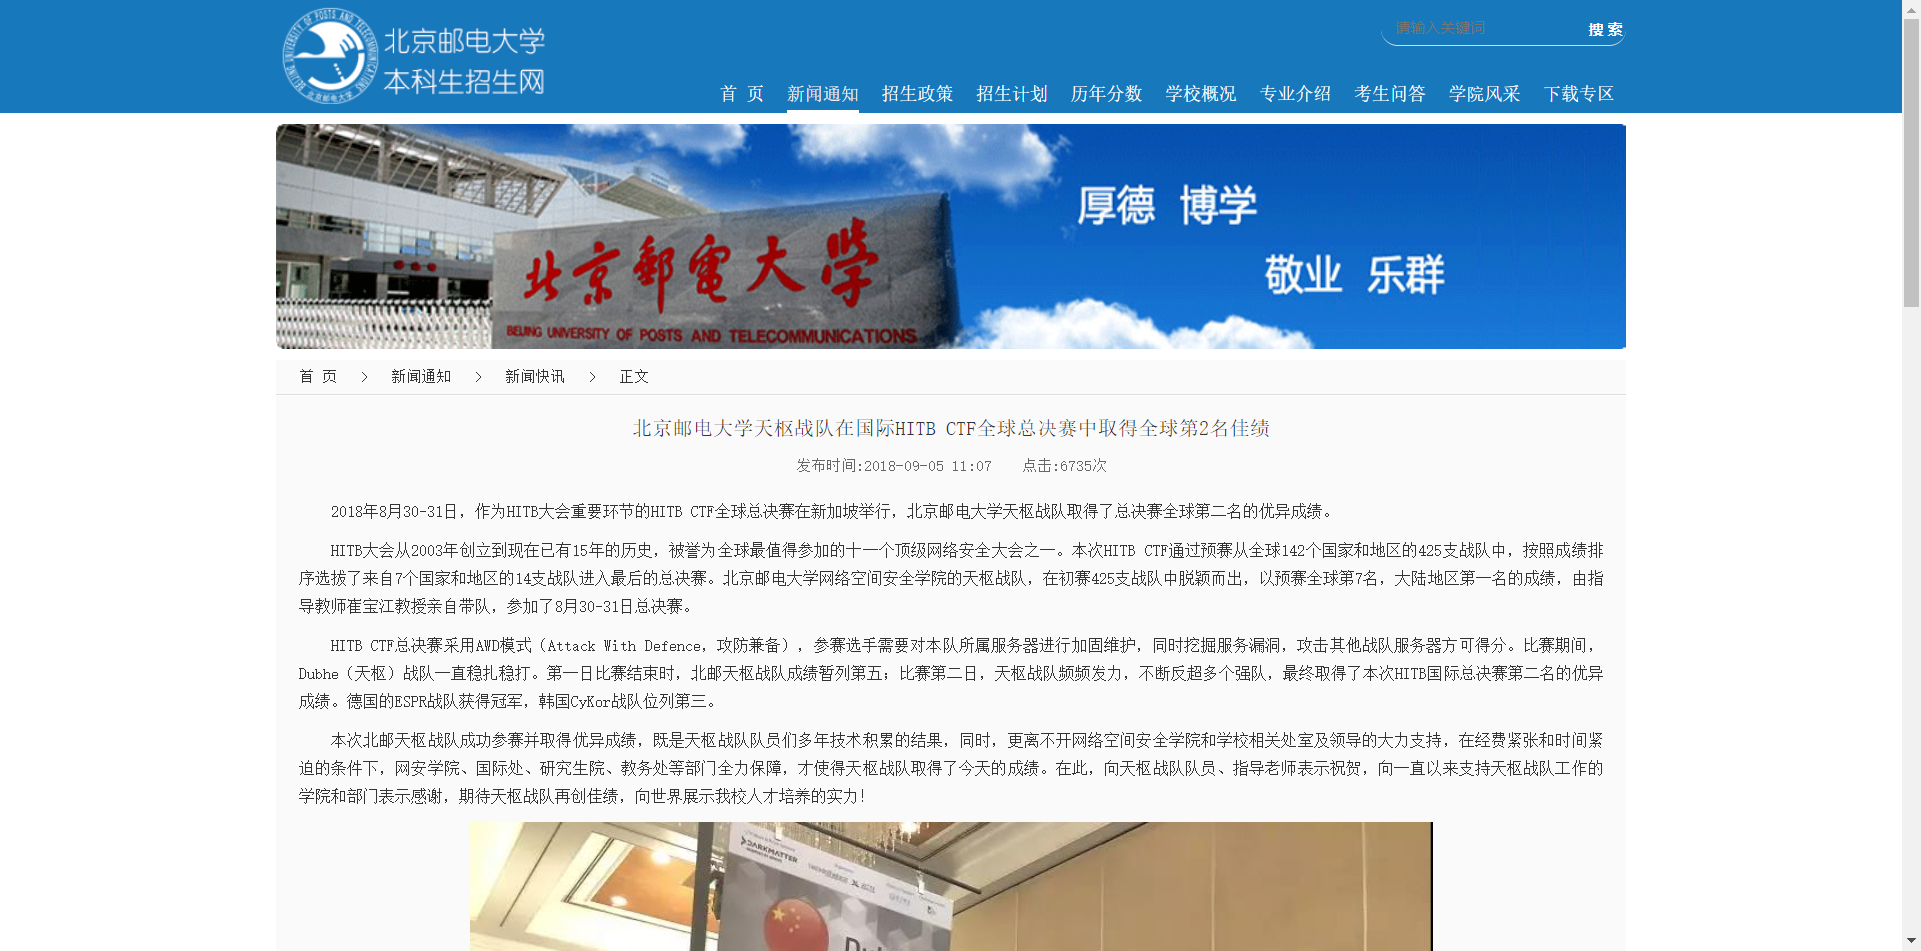 北京邮电大学
本科生招生网
请输入关键词
搜 索
首 页 新闻通知 招生政策 招生计划 历年分数 学校概况 专业介绍 考生问答 学院风采 下载专区
北京郵電大學
BEIJING UNIVERSITY OF POSTS AND TELECOMMUNICATIONS
厚德 博学
敬业 乐群
首 页 > 新闻通知 > 新闻快讯 > 正文
北京邮电大学天枢战队在国际HITB CTF全球总决赛中取得全球第2名佳绩
发布时间:2018-09-05 11:07 点击:6735次
2018年8月30-31日，作为HITB大会重要环节的HITB CTF全球总决赛在新加坡举行，北京邮电大学天枢战队取得了总决赛全球第二名的优异成绩。
HITB大会从2003年创立到现在已有15年的历史，被誉为全球最值得参加的十一个顶级网络安全大会之一。本次HITB CTF通过预赛从全球142个国家和地区的425支战队中，按照成绩排
序选拔了来自7个国家和地区的14支战队进入最后的总决赛。北京邮电大学网络空间安全学院的天枢战队，在初赛425支战队中脱颖而出，以预赛全球第7名，大陆地区第一名的成绩，由指
导教师崔宝江教授亲自带队，参加了8月30-31日总决赛。
HITB CTF总决赛采用AWD模式（Attack With Defence，攻防兼备），参赛选手需要对本队所属服务器进行加固维护，同时挖掘服务漏洞，攻击其他战队服务器方可得分。比赛期间，
Dubhe（天枢）战队一直稳扎稳打。第一日比赛结束时，北邮天枢战队成绩暂列第五；比赛第二日，天枢战队频频发力，不断反超多个强队，最终取得了本次HITB国际总决赛第二名的优异
成绩。德国的ESPR战队获得冠军，韩国CyKor战队位列第三。
本次北邮天枢战队成功参赛并取得优异成绩，既是天枢战队队员们多年技术积累的结果，同时，更离不开网络空间安全学院和学校相关处室及领导的大力支持，在经费紧张和时间紧
迫的条件下，网安学院、国际处、研究生院、教务处等部门全力保障，才使得天枢战队取得了今天的成绩。在此，向天枢战队队员、指导老师表示祝贺，向一直以来支持天枢战队工作的
学院和部门表示感谢，期待天枢战队再创佳绩，向世界展示我校人才培养的实力！
DARKMATTER